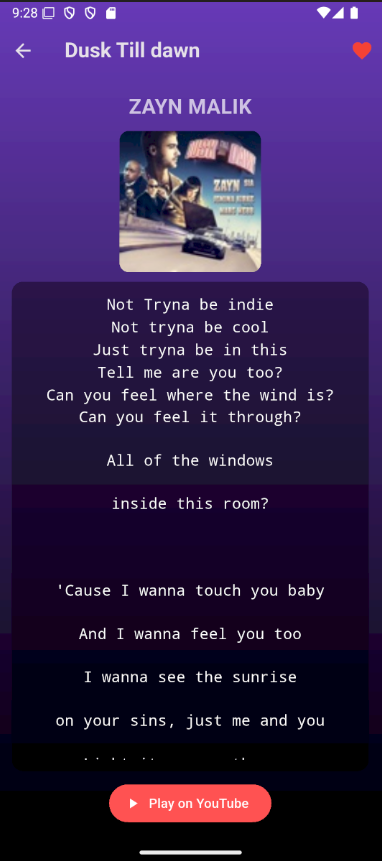 9:28
Dusk Till dawn
ZAYN MALIK
ZAYN SIA
Not Tryna be indie
Not tryna be cool
Just tryna be in this
Tell me are you too?
Can you feel where the wind is?
Can you feel it through?
All of the windows
inside this room?
'Cause I wanna touch you baby
And I wanna feel you too
I wanna see the sunrise
on your sins, just me and you
Play on YouTube